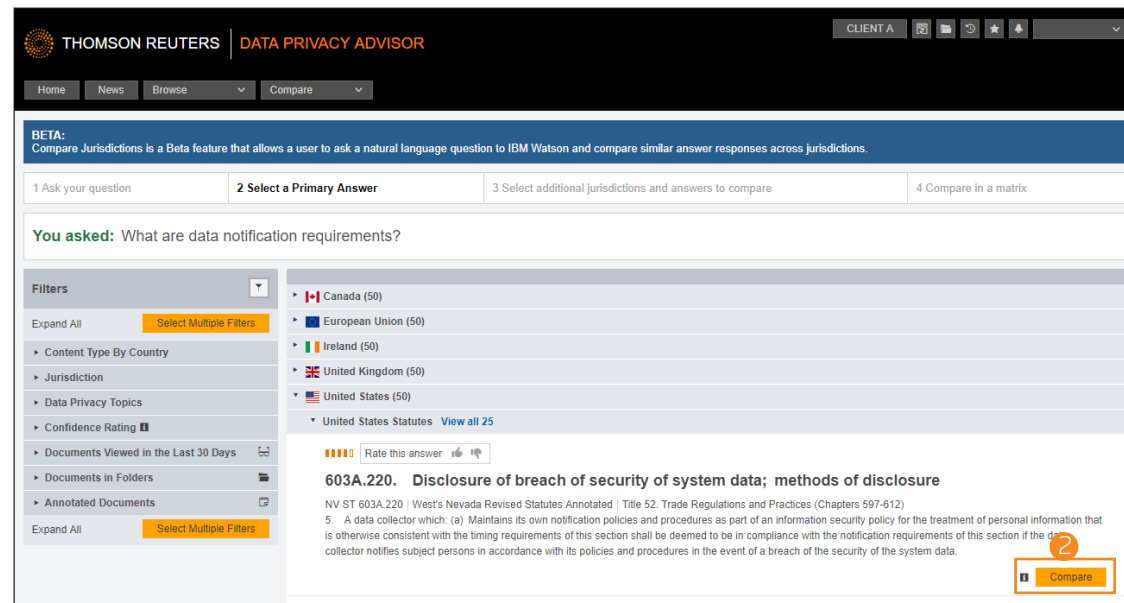 CLIENT A
THOMSON REUTERS DATA PRIVACY ADVISOR
Home News Browse Compare
BETA:
Compare Jurisdictions is a Beta feature that allows a user to ask a natural language question to IBM Watson and compare similar answer responses across jurisdictions.
1 Ask your question 2 Select a Primary Answer 3 Select additional jurisdictions and answers to compare 4 Compare in a matrix
You asked: What are data notification requirements?
Filters
Expand All Select Multiple Filters
Content Type By Country
Jurisdiction
Data Privacy Topics
Confidence Rating
Documents Viewed in the Last 30 Days
Documents in Folders
Annotated Documents
Expand All Select Multiple Filters
Canada (50)
European Union (50)
Ireland (50)
United Kingdom (50)
United States (50)
United States Statutes View all 25
Rate this answer
603A.220. Disclosure of breach of security of system data; methods of disclosure
NV ST 603A.220 | West's Nevada Revised Statutes Annotated | Title 52. Trade Regulations and Practices (Chapters 597-612)
5. A data collector which: (a) Maintains its own notification policies and procedures as part of an information security policy for the treatment of personal information that
is otherwise consistent with the timing requirements of this section shall be deemed to be in compliance with the notification requirements of this section if the
collector notifies subject persons in accordance with its policies and procedures in the event of a breach of the security of the system data.
2
Compare